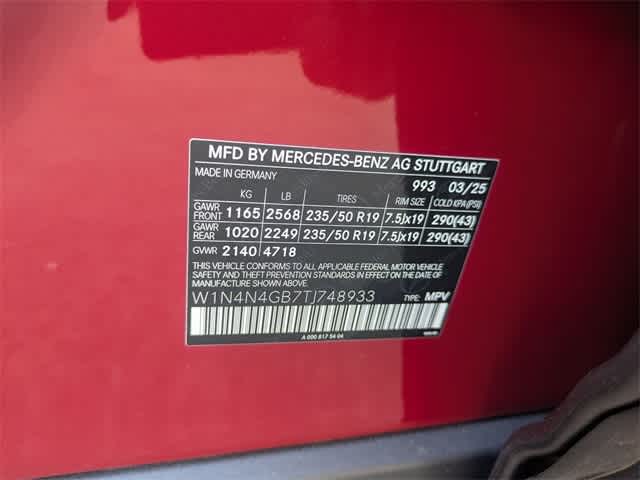 MFD BY MERCEDES-BENZ AG STUTTGART
MADE IN GERMANY 993 03/25
KG LB TIRES RIM SIZE COLD KPA (PSI)
GAWR FRONT 1165 2568 235/50 R19 7.5Jx19 290(43)
GAWR REAR 1020 2249 235/50 R19 7.5Jx19 290(43)
GVWR 2140 4718
THIS VEHICLE CONFORMS TO ALL APPLICABLE FEDERAL MOTOR VEHICLE
SAFETY AND THEFT PREVENTION STANDARDS IN EFFECT ON THE DATE OF
MANUFACTURE SHOWN ABOVE.
W1N4N4GB7TJ748933 TYPE: MPV
A 000 817 54 04